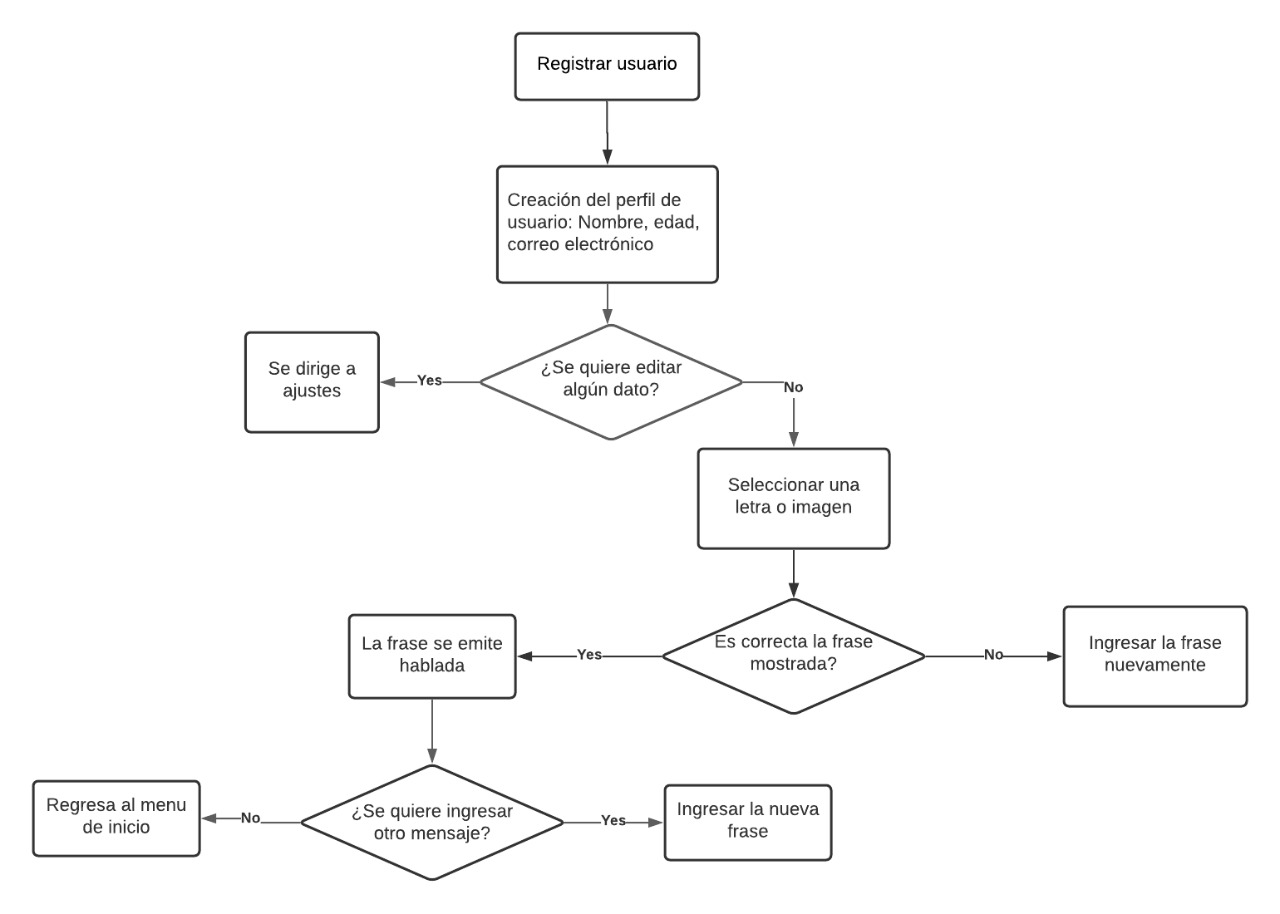 Registrar usuario
Creación del perfil de
usuario: Nombre, edad,
correo electrónico
¿Se quiere editar
algún dato?
Se dirige a
ajustes
Yes
No
Seleccionar una
letra o imagen
Es correcta la frase
mostrada?
La frase se emite
hablada
Yes
No
Ingresar la frase
nuevamente
¿Se quiere ingresar
otro mensaje?
Regresa al menu
de inicio
No
Yes
Ingresar la nueva
frase